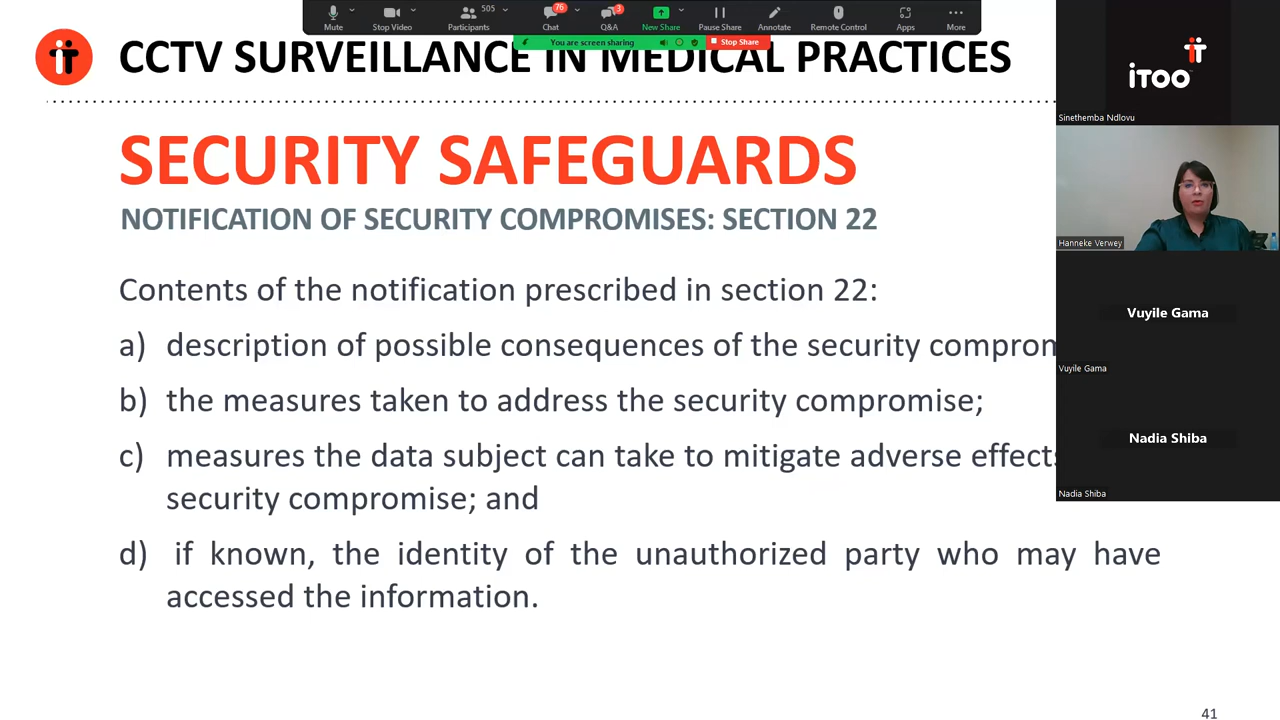 Mute
Stop Video
505
Participants
76
Chat
3
Q&A
New Share
Pause Share
Annotate
Remote Control
Apps
More
You are screen sharing
Stop Share
CCTV SURVEILLANCE IN MEDICAL PRACTICES
iTOO
Sinethemba Ndlovu
SECURITY SAFEGUARDS
NOTIFICATION OF SECURITY COMPROMISES: SECTION 22
Hanneke Verwey
Contents of the notification prescribed in section 22:
Vuyile Gama
a) description of possible consequences of the security comprom
Vuyile Gama
b) the measures taken to address the security compromise;
Nadia Shiba
c) measures the data subject can take to mitigate adverse effects
security compromise; and
Nadia Shiba
d) if known, the identity of the unauthorized party who may have
accessed the information.
41